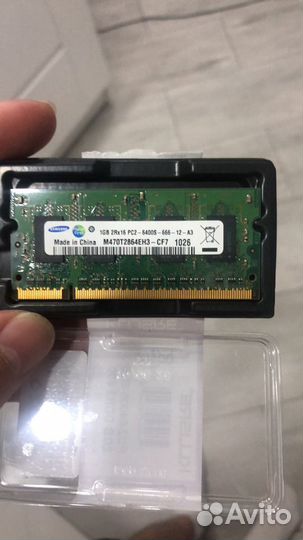 SAMSUNG
1GB 2Rx16 PC2-6400S-666-12-A3
Made in China M470T2864EH3-CF7 1026
Avito